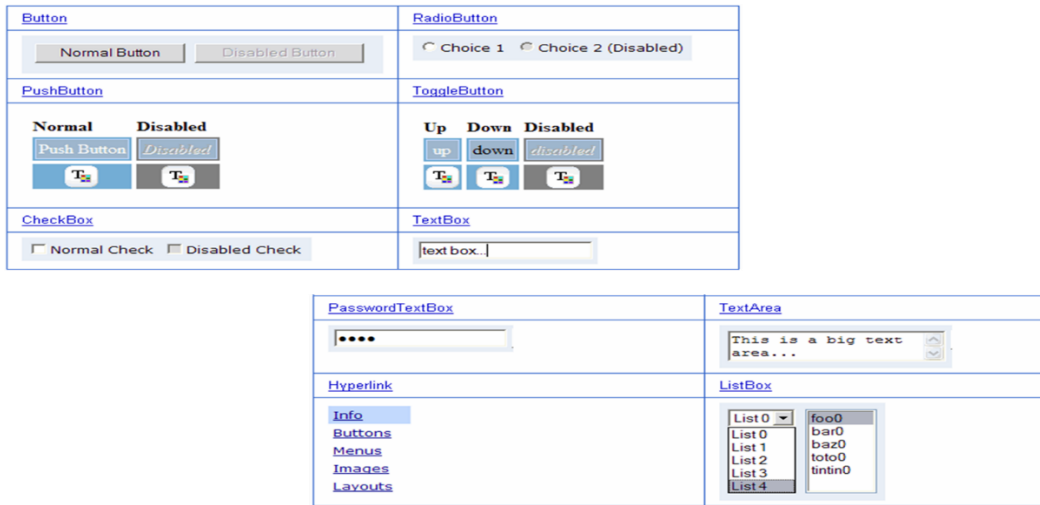 Button
RadioButton
Normal Button Disabled Button
Choice 1 Choice 2 (Disabled)
PushButton
ToggleButton
Normal Disabled
Push Button Disabled
T T
Up Down Disabled
up down disabled
T T T
CheckBox
TextBox
Normal Check Disabled Check
text box...
PasswordTextBox
TextArea
This is a big text
area...
Hyperlink
ListBox
Info
Buttons
Menus
Images
Layouts
List 0
List 0
List 1
List 2
List 3
List 4
foo0
bar0
baz0
toto0
tintin0